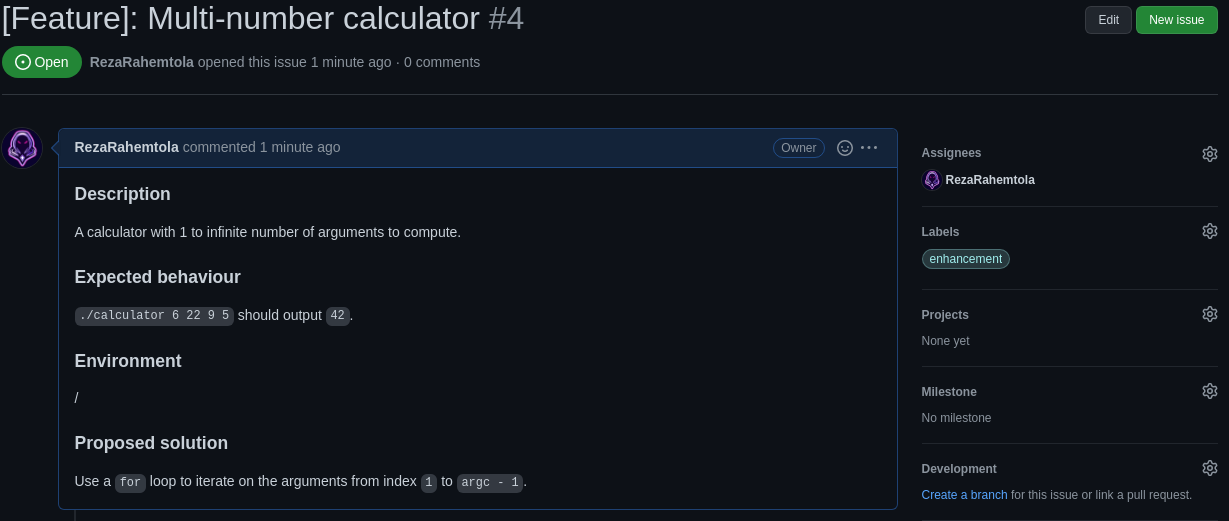 [Feature]: Multi-number calculator #4
Edit
New issue
Open
RezaRahemtola opened this issue 1 minute ago · 0 comments
RezaRahemtola commented 1 minute ago
Owner
Description
A calculator with 1 to infinite number of arguments to compute.
Expected behaviour
./calculator 6 22 9 5 should output 42.
Environment
/
Proposed solution
Use a for loop to iterate on the arguments from index 1 to argc - 1.
Assignees
RezaRahemtola
Labels
enhancement
Projects
None yet
Milestone
No milestone
Development
Create a branch for this issue or link a pull request.